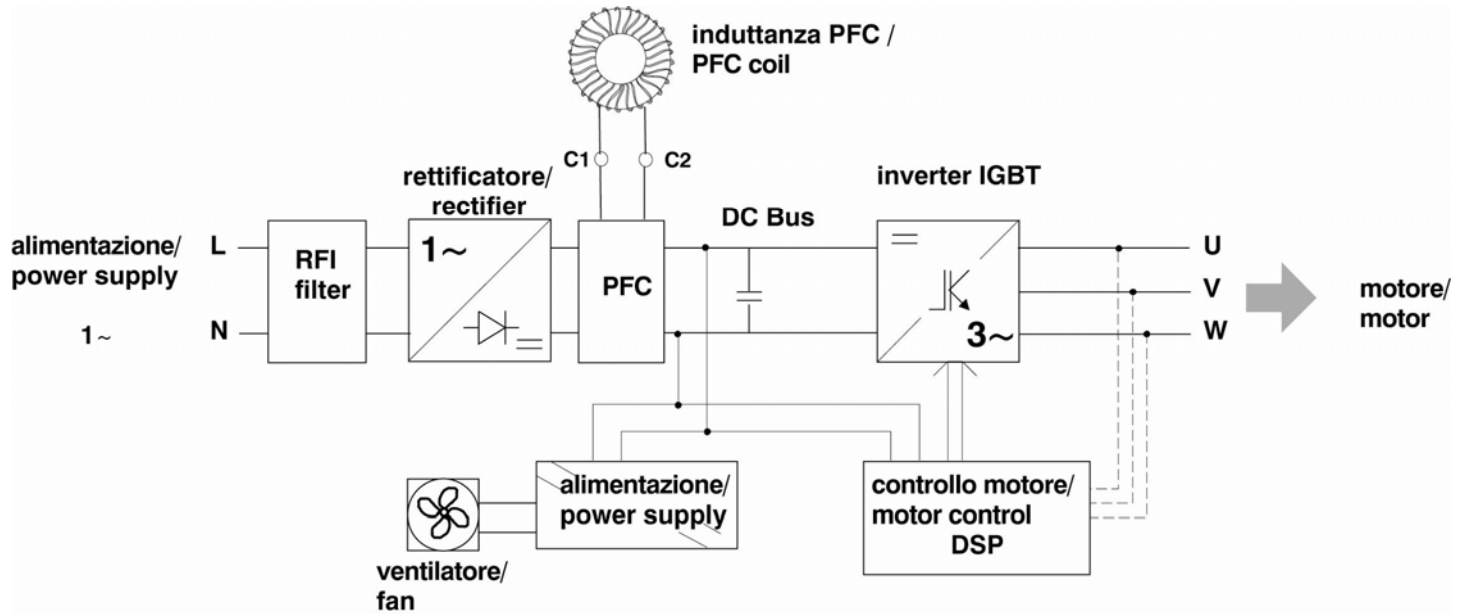 induttanza PFC /
PFC coil
C1
C2
rettificatore/
rectifier
inverter IGBT
DC Bus
alimentazione/
power supply
1~
L
N
RFI
filter
1~
PFC
3~
U
V
W
motore/
motor
alimentazione/
power supply
controllo motore/
motor control
DSP
ventilatore/
fan